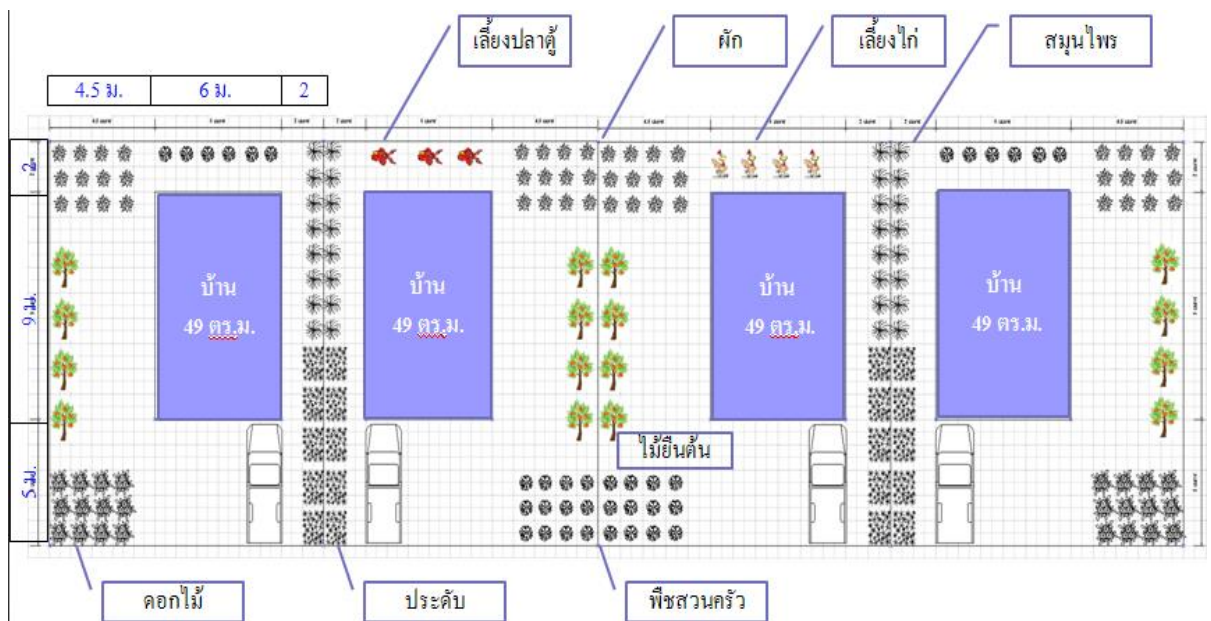 เลี้ยงปลาตู้
ผัก
เลี้ยงไก่
สมุนไพร
4.5 ม.
6 ม.
2
2
9 ม.
5 ม.
บ้าน
49 ตร.ม.
บ้าน
49 ตร.ม.
บ้าน
49 ตร.ม.
บ้าน
49 ตร.ม.
ไม้ยืนต้น
ดอกไม้
ประดับ
พืชสวนครัว